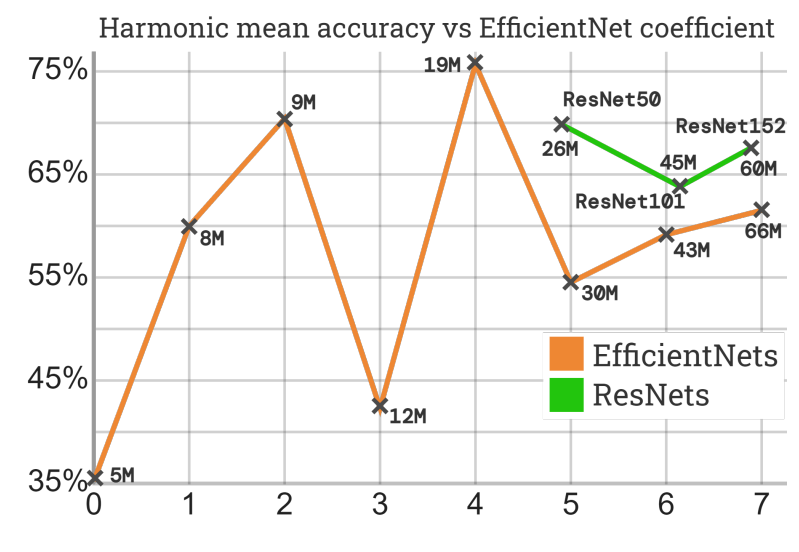 Harmonic mean accuracy vs EfficientNet coefficient
75%
19M
9M
ResNet50
ResNet152
26M
45M
60M
65%
ResNet101
8M
66M
43M
55%
30M
EfficientNets
45%
ResNets
12M
35%
5M
0 1 2 3 4 5 6 7